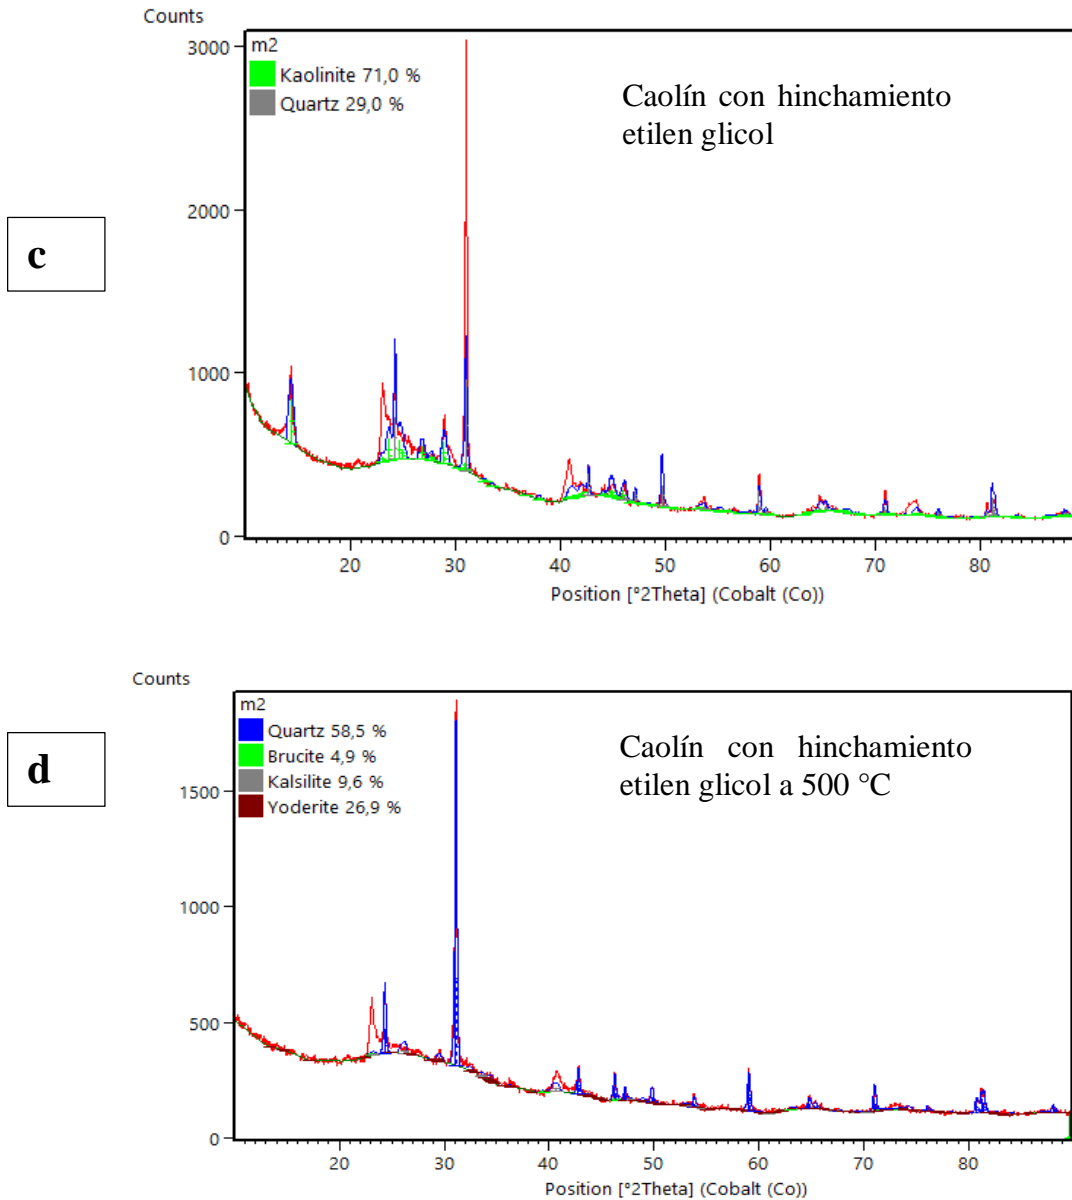 Counts
3000
m2
Kaolinite 71,0 %
Quartz 29,0 %
Caolín con hinchamiento
etilen glicol
2000
c
1000
0
20 30 40 50 60 70 80
Position [°2Theta] (Cobalt (Co))
Counts
m2
Quartz 58,5 %
Brucite 4,9 %
Kalsilite 9,6 %
Yoderite 26,9 %
Caolín con hinchamiento
etilen glicol a 500 °C
d
1500
1000
500
0
20 30 40 50 60 70 80
Position [°2Theta] (Cobalt (Co))